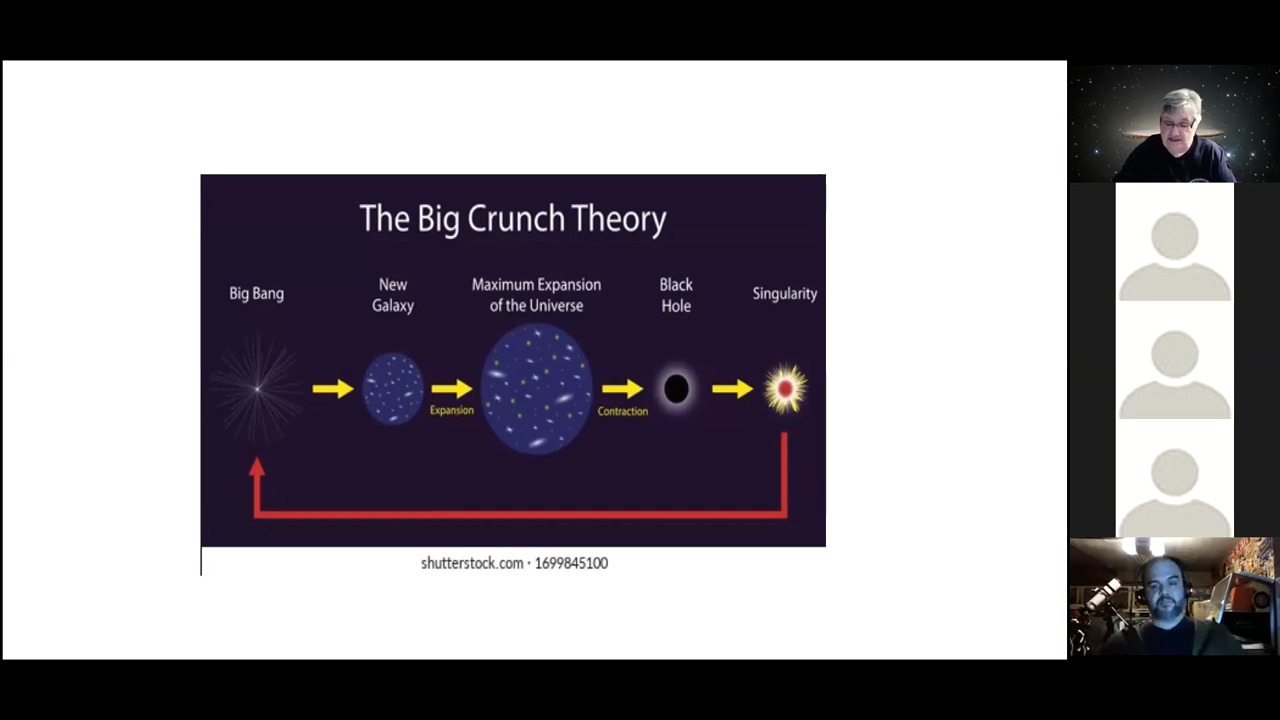 The Big Crunch Theory
Big Bang
New
Galaxy
Maximum Expansion
of the Universe
Black
Hole
Singularity
Expansion
Contraction
shutterstock.com · 1699845100